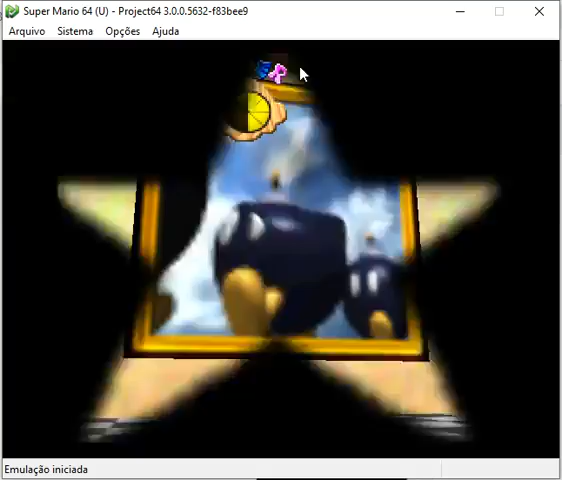 Super Mario 64 (U) - Project64 3.0.0.5632-f83bee9
Arquivo Sistema Opções Ajuda
Emulação iniciada